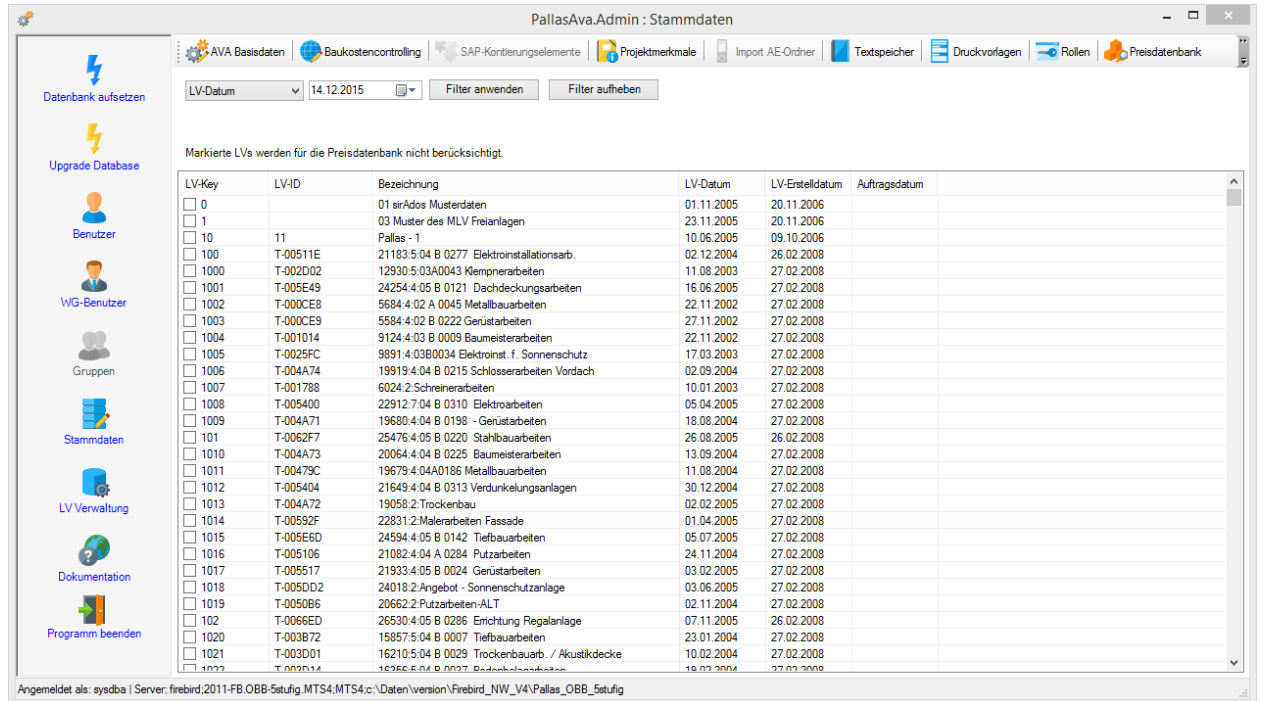 PallasAva.Admin : Stammdaten
AVA Basisdaten Baukostencontrolling SAP-Kontierungselemente Projektmerkmale Import AE-Ordner Textspeicher Druckvorlagen Rollen Preisdatenbank
Datenbank aufsetzen
Upgrade Database
Benutzer
WG-Benutzer
Gruppen
Stammdaten
LV Verwaltung
Dokumentation
Programm beenden
LV-Datum 14.12.2015 Filter anwenden Filter aufheben
Markierte LVs werden für die Preisdatenbank nicht berücksichtigt.
LV-Key LV-ID Bezeichnung LV-Datum LV-Erstelldatum Auftragsdatum
0 01 sirAdos Musterdaten 01.11.2005 20.11.2006
1 03 Muster des MLV Freianlagen 23.11.2005 20.11.2006
10 11 Pallas - 1 10.06.2005 09.10.2006
100 T-00511E 21183:5:04 B 0277 Elektroinstallationsarb. 02.12.2004 26.02.2008
1000 T-002D02 12930:5:03A0043 Klempnerarbeiten 11.08.2003 27.02.2008
1001 T-005E49 24254:4:05 B 0121 Dachdeckungsarbeiten 16.06.2005 27.02.2008
1002 T-000CE8 5684:4:02 A 0045 Metallbauarbeiten 22.11.2002 27.02.2008
1003 T-000CE9 5584:4:02 B 0222 Gerüstarbeiten 27.11.2002 27.02.2008
1004 T-001014 9124:4:03 B 0009 Baumeisterarbeiten 22.11.2002 27.02.2008
1005 T-0025FC 9891:4:03B0034 Elektroinst. f. Sonnenschutz 17.03.2003 27.02.2008
1006 T-004A74 19919:4:04 B 0215 Schlosserarbeiten Vordach 02.09.2004 27.02.2008
1007 T-001788 6024:2:Schreinerarbeiten 10.01.2003 27.02.2008
1008 T-005400 22912:7:04 B 0310 Elektroarbeiten 05.04.2005 27.02.2008
1009 T-004A71 19680:4:04 B 0198 - Gerüstarbeiten 18.08.2004 27.02.2008
101 T-0062F7 25476:4:05 B 0220 Stahlbauarbeiten 26.08.2005 26.02.2008
1010 T-004A73 20064:4:04 B 0225 Baumeisterarbeiten 13.09.2004 27.02.2008
1011 T-00479C 19679:4:04A0186 Metallbauarbeiten 11.08.2004 27.02.2008
1012 T-005404 21649:4:04 B 0313 Verdunkelungsanlagen 30.12.2004 27.02.2008
1013 T-004A72 19058:2:Trockenbau 02.02.2005 27.02.2008
1014 T-00592F 22831:2:Malerarbeiten Fassade 01.04.2005 27.02.2008
1015 T-005E6D 24594:4:05 B 0142 Tiefbauarbeiten 05.07.2005 27.02.2008
1016 T-005106 21082:4:04 A 0284 Putzarbeiten 24.11.2004 27.02.2008
1017 T-005517 21933:4:05 B 0024 Gerüstarbeiten 03.02.2005 27.02.2008
1018 T-005DD2 24018:2:Angebot - Sonnenschutzanlage 03.06.2005 27.02.2008
1019 T-0050B6 20662:2:Putzarbeiten-ALT 02.11.2004 27.02.2008
102 T-0066ED 26530:4:05 B 0286 Errichtung Regalanlage 07.11.2005 26.02.2008
1020 T-003B72 15857:5:04 B 0007 Tiefbauarbeiten 23.01.2004 27.02.2008
1021 T-003D01 16210:5:04 B 0029 Trockenbauarb. / Akustikdecke 10.02.2004 27.02.2008
1022 T-003D14 16356:5:04 B 0037 Bodenbelagarbeiten 19.02.2004 27.02.2008
Angemeldet als: sysdba | Server: firebird;2011-FB.OBB-5stufig.MTS4;MTS4;c:\Daten\version\Firebird_NW_V4\Pallas_OBB_5stufig